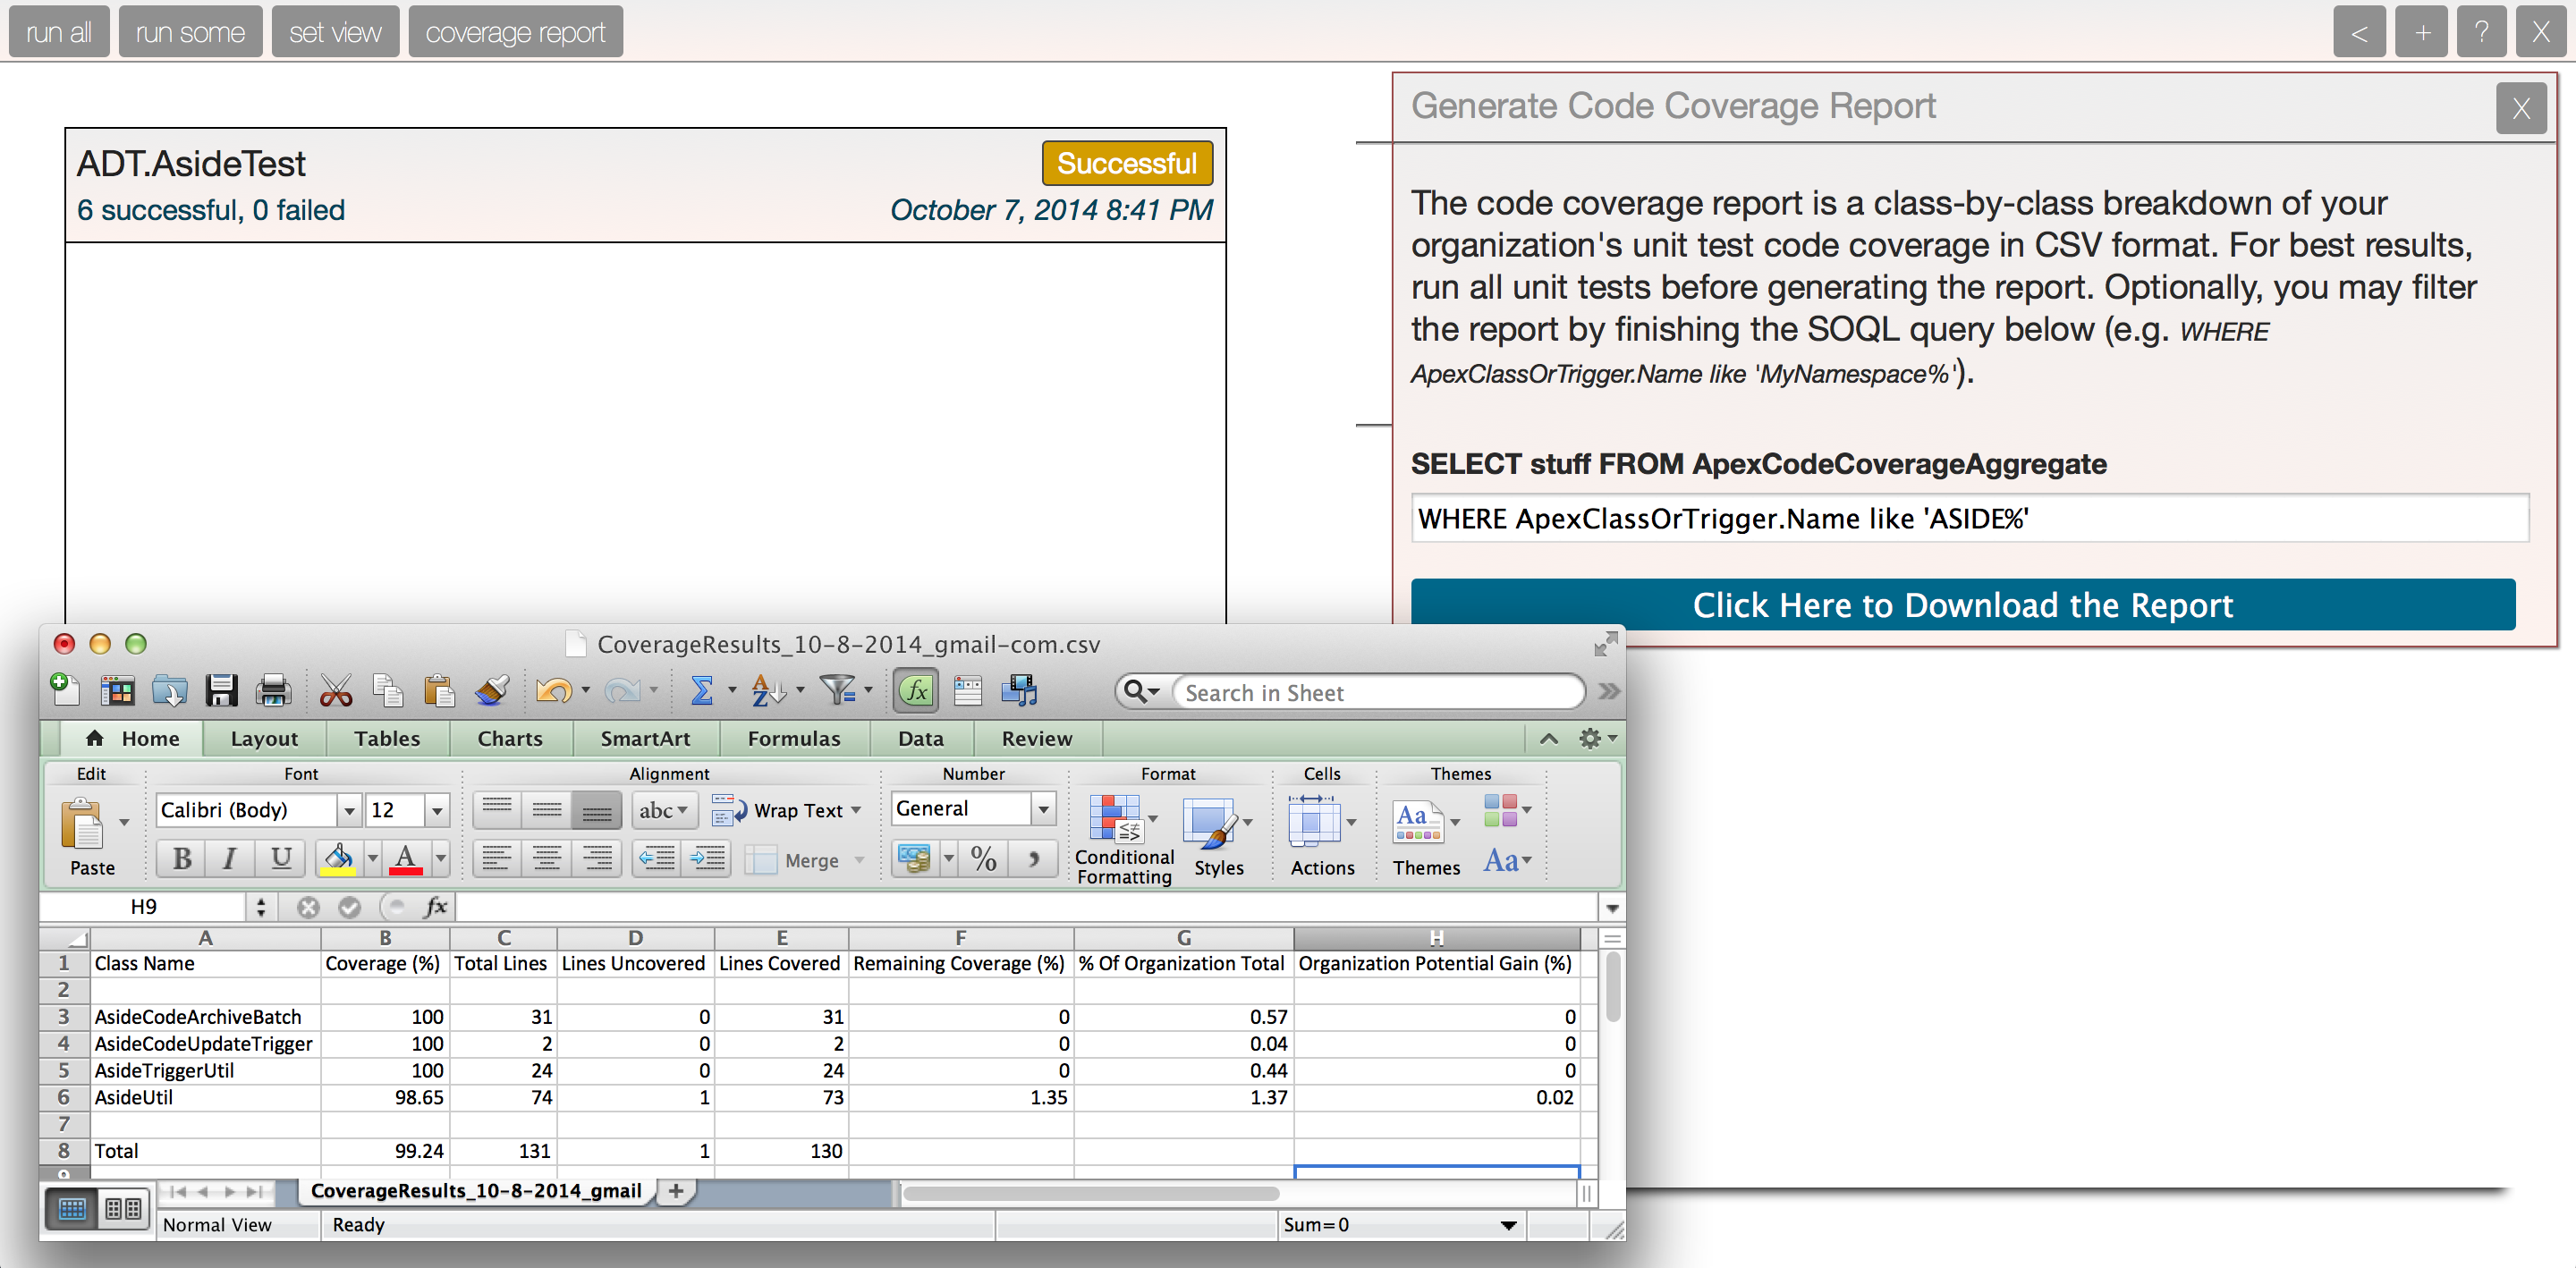 run all
run some
set view
coverage report
<
+
?
X
ADT.AsideTest
Successful
6 successful, 0 failed
October 7, 2014 8:41 PM
Generate Code Coverage Report
X
The code coverage report is a class-by-class breakdown of your
organization's unit test code coverage in CSV format. For best results,
run all unit tests before generating the report. Optionally, you may filter
the report by finishing the SOQL query below (e.g. WHERE
ApexClassOrTrigger.Name like 'MyNamespace%').
SELECT stuff FROM ApexCodeCoverageAggregate
WHERE ApexClassOrTrigger.Name like 'ASIDE%'
Click Here to Download the Report
CoverageResults_10-8-2014_gmail-com.csv
Search in Sheet
Home Layout Tables Charts SmartArt Formulas Data Review
Edit Font Alignment Number Format Cells Themes
Calibri (Body) 12 abc Wrap Text General
Paste B I U A Merge % , Conditional Formatting Styles Actions Aa Themes Aa
H9 fx
A B C D E F G H
1 Class Name Coverage (%) Total Lines Lines Uncovered Lines Covered Remaining Coverage (%) % Of Organization Total Organization Potential Gain (%)
2
3 AsideCodeArchiveBatch 100 31 0 31 0 0.57 0
4 AsideCodeUpdateTrigger 100 2 0 2 0 0.04 0
5 AsideTriggerUtil 100 24 0 24 0 0.44 0
6 AsideUtil 98.65 74 1 73 1.35 1.37 0.02
7
8 Total 99.24 131 1 130
9
CoverageResults_10-8-2014_gmail +
Normal View Ready Sum=0